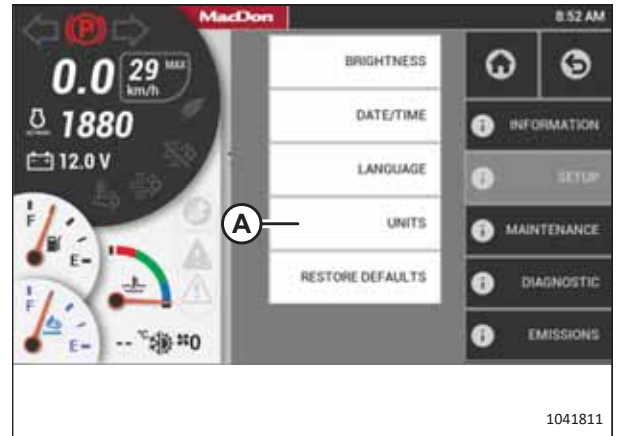 MacDon
8:52 AM
P
0.0 29 MAX
km/h
1880
12.0 V
F
E
F
E
-- °C 0
BRIGHTNESS
DATE/TIME
LANGUAGE
UNITS
RESTORE DEFAULTS
INFORMATION
SETUP
MAINTENANCE
DIAGNOSTIC
EMISSIONS
A
1041811